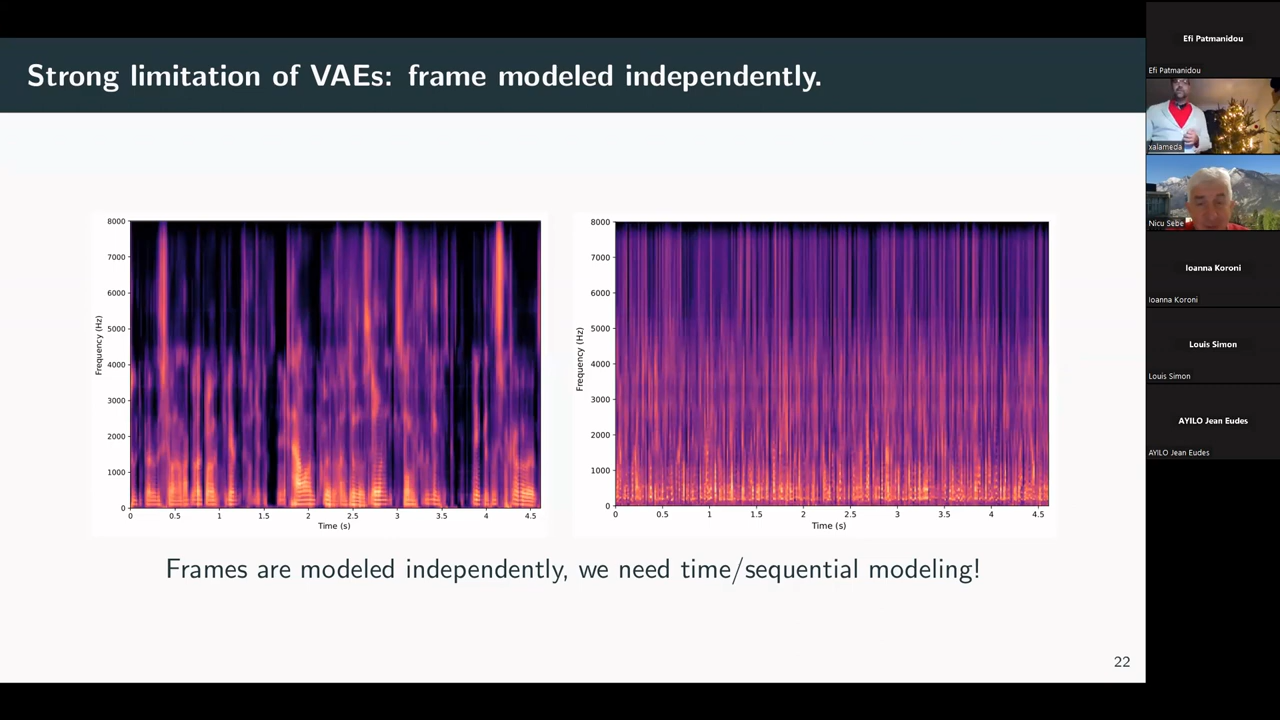 Strong limitation of VAEs: frame modeled independently.
8000
7000
6000
5000
4000
3000
2000
1000
0
Frequency (Hz)
0 0.5 1 1.5 2 2.5 3 3.5 4 4.5
Time (s)
8000
7000
6000
5000
4000
3000
2000
1000
0
Frequency (Hz)
0 0.5 1 1.5 2 2.5 3 3.5 4 4.5
Time (s)
Frames are modeled independently, we need time/sequential modeling!
22
Efi Patmanidou
Efi Patmanidou
xalameda
Nicu Sebe
Ioanna Koroni
Ioanna Koroni
Louis Simon
Louis Simon
AYILO Jean Eudes
AYILO Jean Eudes